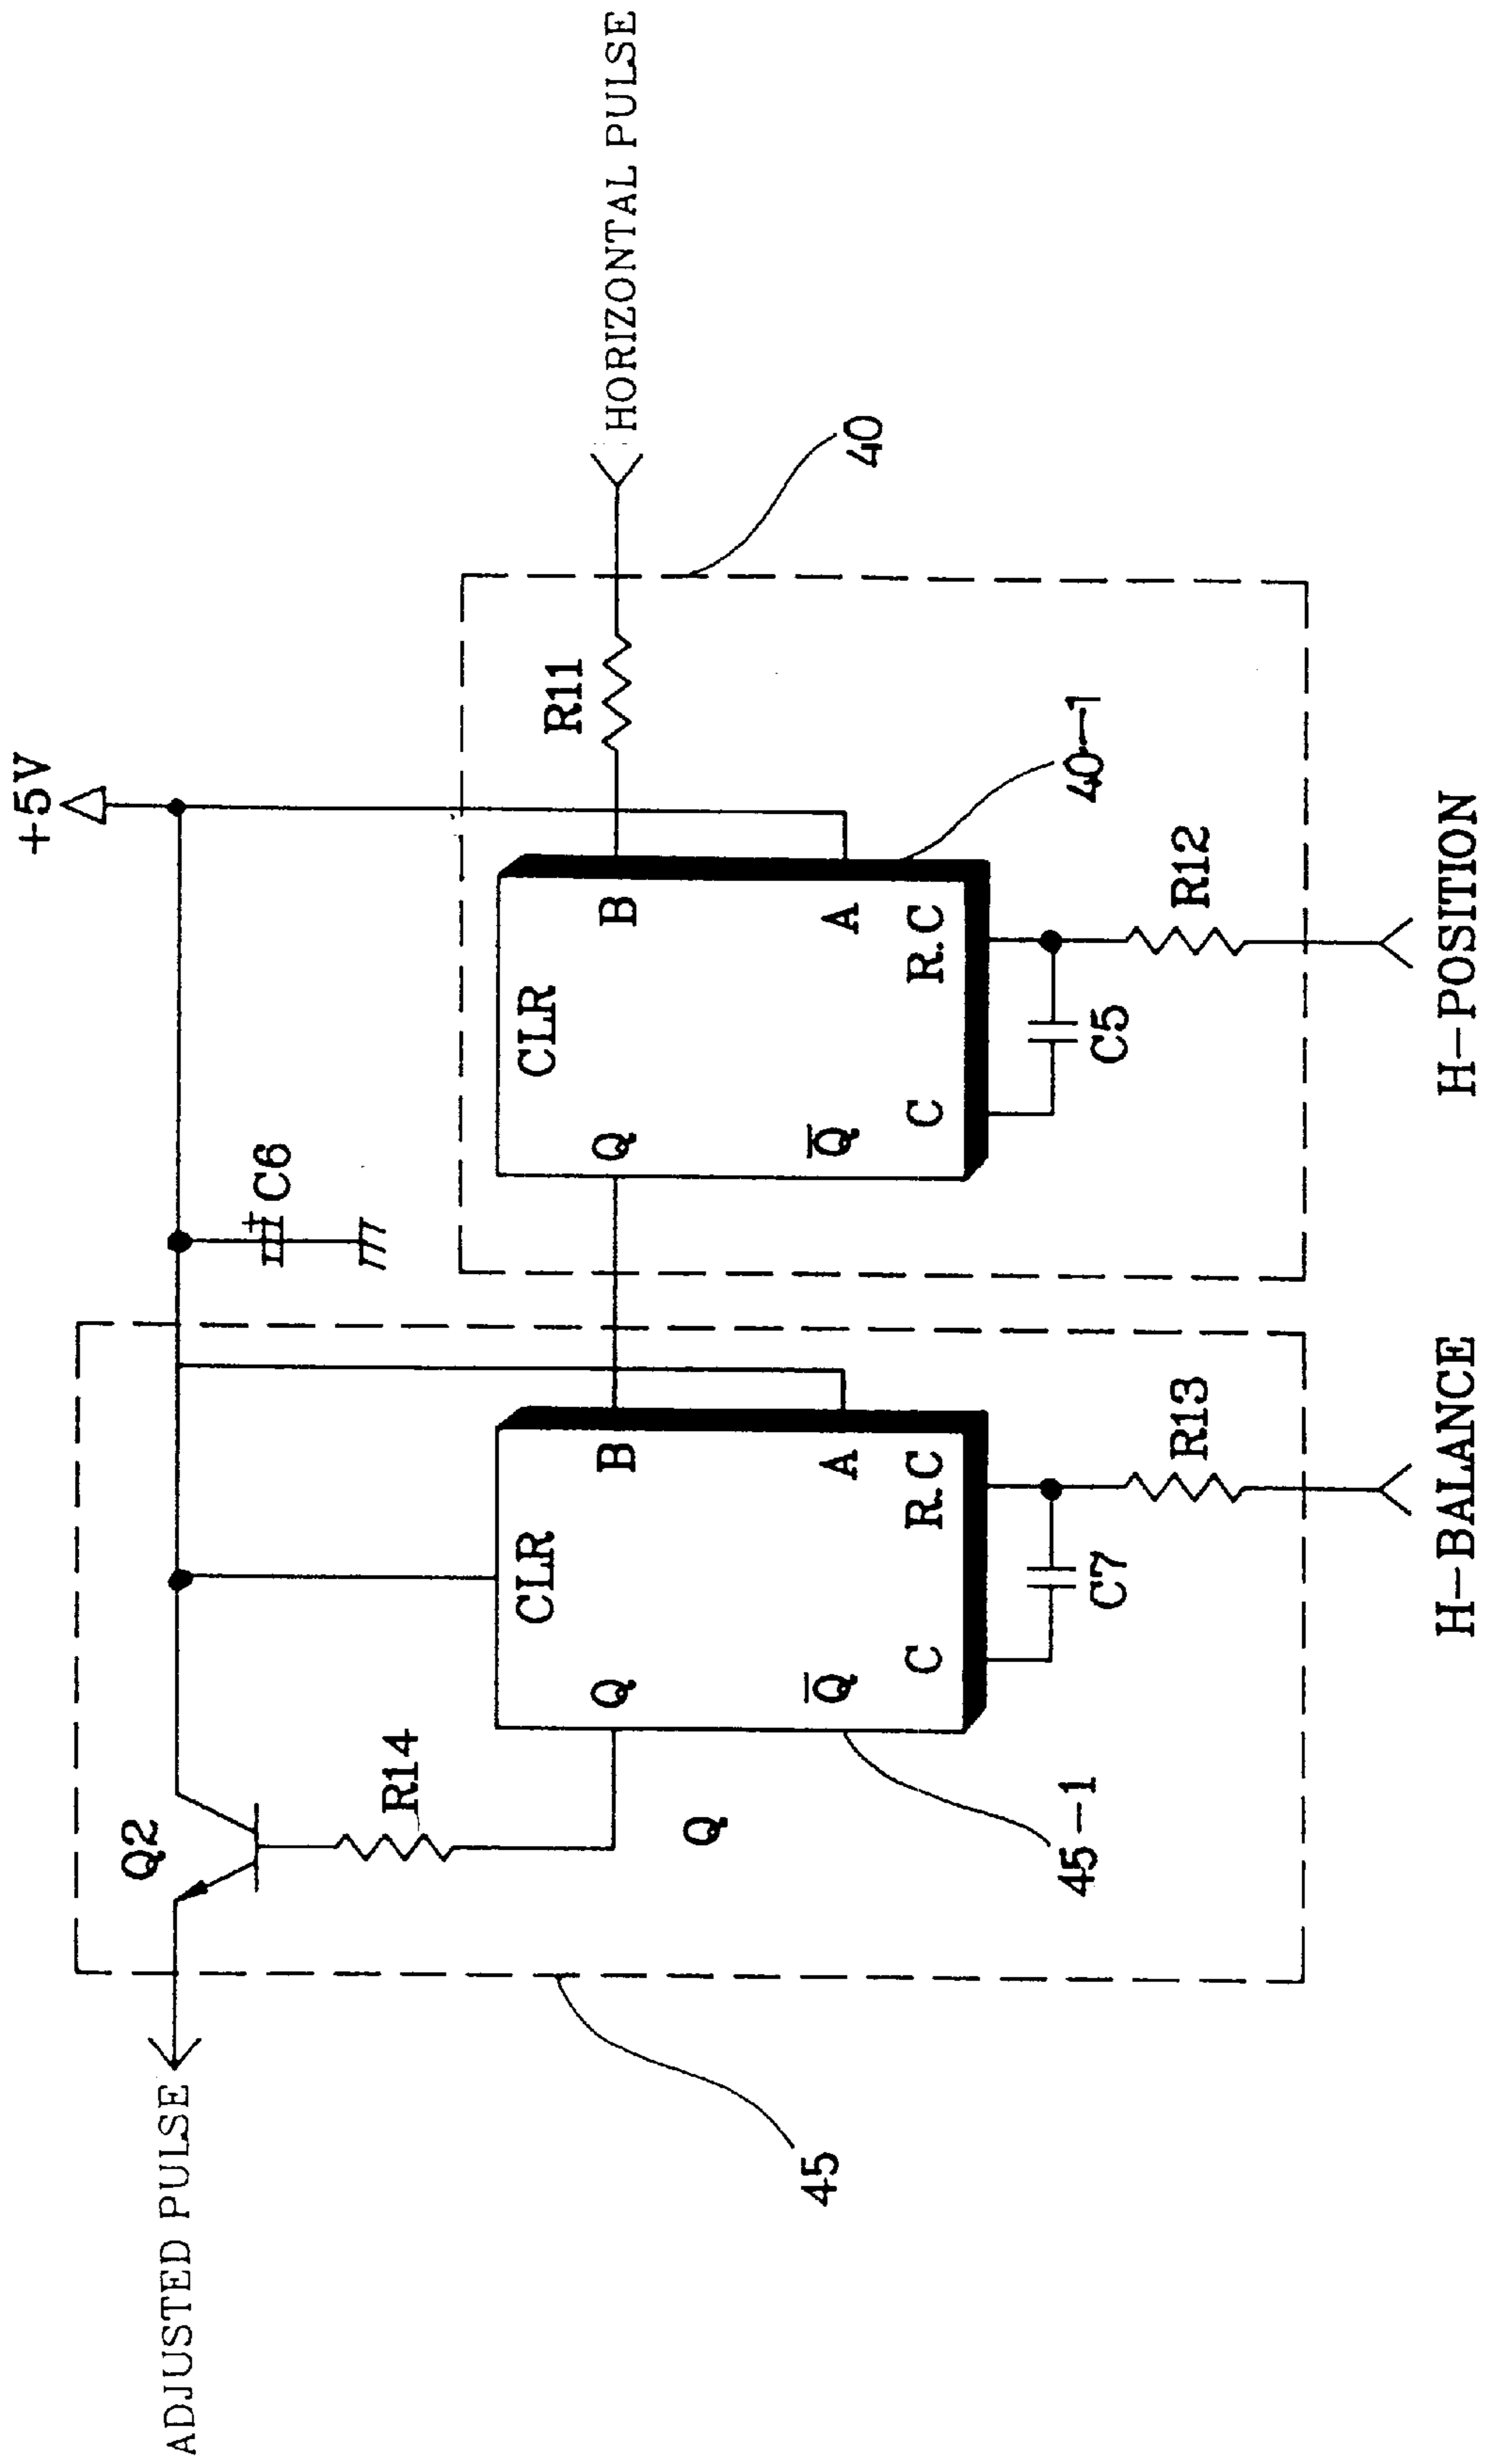 +5V
HORIZONTAL PULSE
R11
40
C6
CLR
B
Q
A
Q
R.C
C
40-1
C5
R12
H-POSITION
Q2
R14
CLR
B
Q
A
Q
R.C
C
Q
45-1
C7
R13
H-BALANCE
ADJUSTED PULSE
45